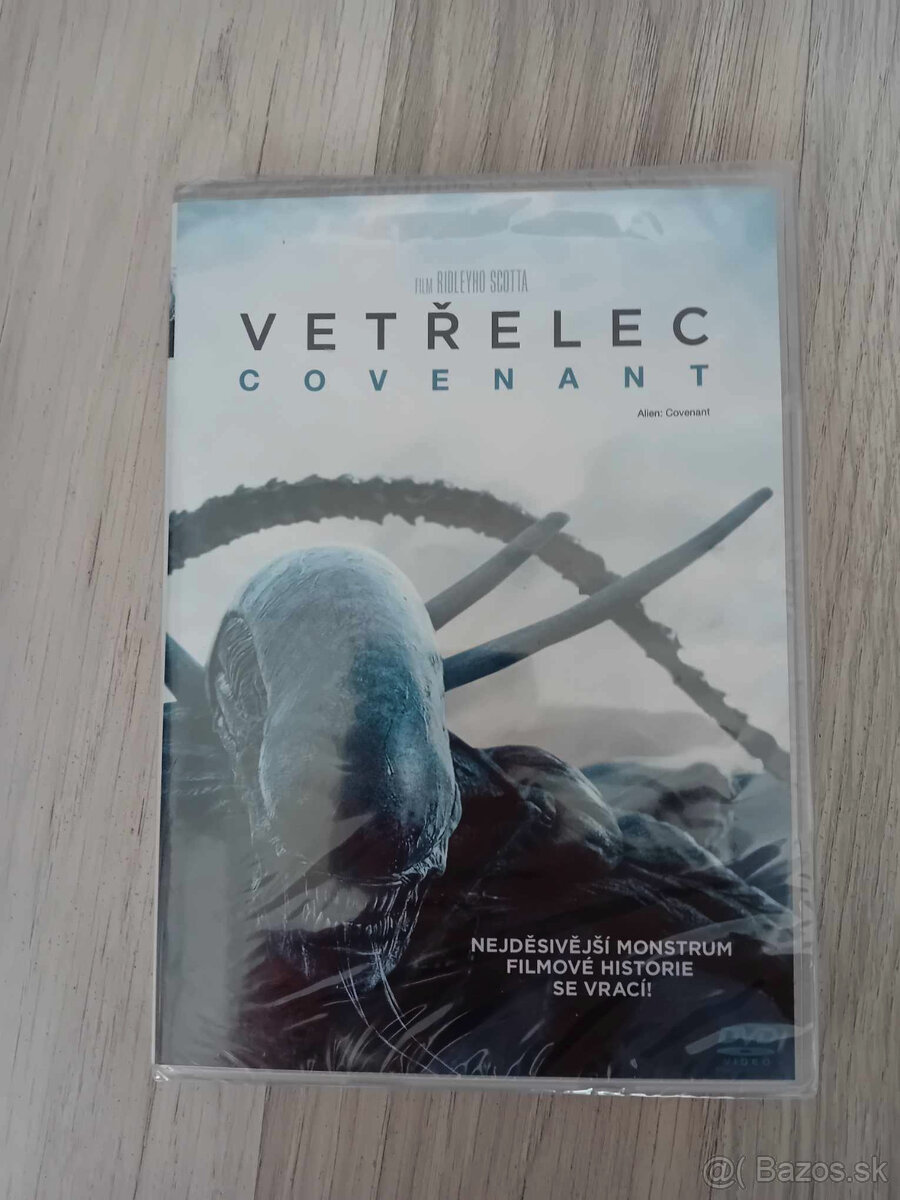 FILM RIDLEYHO SCOTTA
VETŘELEC
COVENANT
Alien: Covenant
NEJDĚSIVĚJŠÍ MONSTRUM
FILMOVÉ HISTORIE
SE VRACÍ!
DVD
VIDEO
@( Bazos.sk